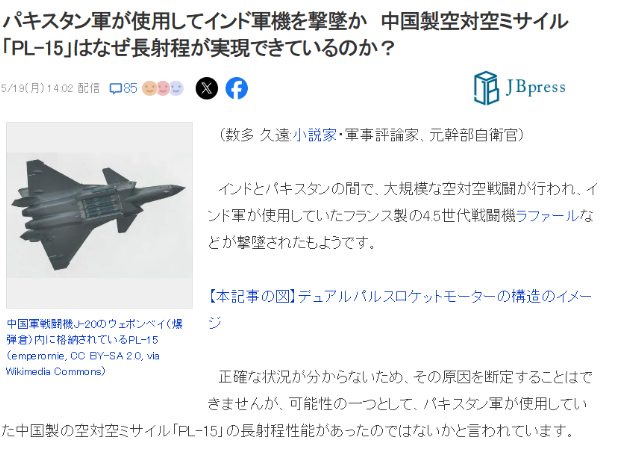 パキスタン軍が使用してインド軍機を撃墜か　中国製空対空ミサイル
「PL-15」はなぜ長射程が実現できているのか？
5/19(月) 14:02 配信
85
JBpress
（数多 久遠:小説家・軍事評論家、元幹部自衛官）
インドとパキスタンの間で、大規模な空対空戦闘が行われ、イ
ンド軍が使用していたフランス製の4.5世代戦闘機ラファールな
どが撃墜されたもようです。
【本記事の図】デュアルパルスロケットモーターの構造のイメー
ジ
中国軍戦闘機J-20のウェポンベイ（爆
弾倉）内に格納されているPL-15
（emperornie, CC BY-SA 2.0, via
Wikimedia Commons）
正確な状況が分からないため、その原因を断定することはで
きませんが、可能性の一つとして、パキスタン軍が使用してい
た中国製の空対空ミサイル「PL-15」の長射程性能があったのではないかと言われています。